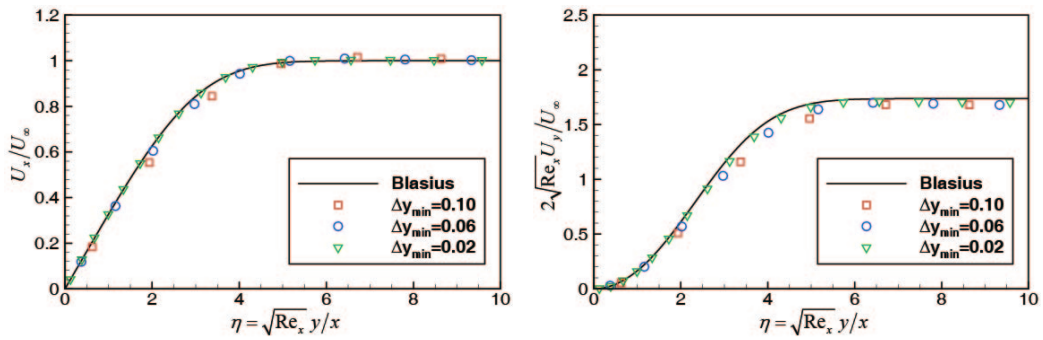 1.2
1
0.8
0.6
0.4
0.2
0
U_x/U_∞
Blasius
Δy_min=0.10
Δy_min=0.06
Δy_min=0.02
0 2 4 6 8 10
η = √Re_x y/x
2.5
2
1.5
1
0.5
0
2√Re_x U_y/U_∞
Blasius
Δy_min=0.10
Δy_min=0.06
Δy_min=0.02
0 2 4 6 8 10
η = √Re_x y/x